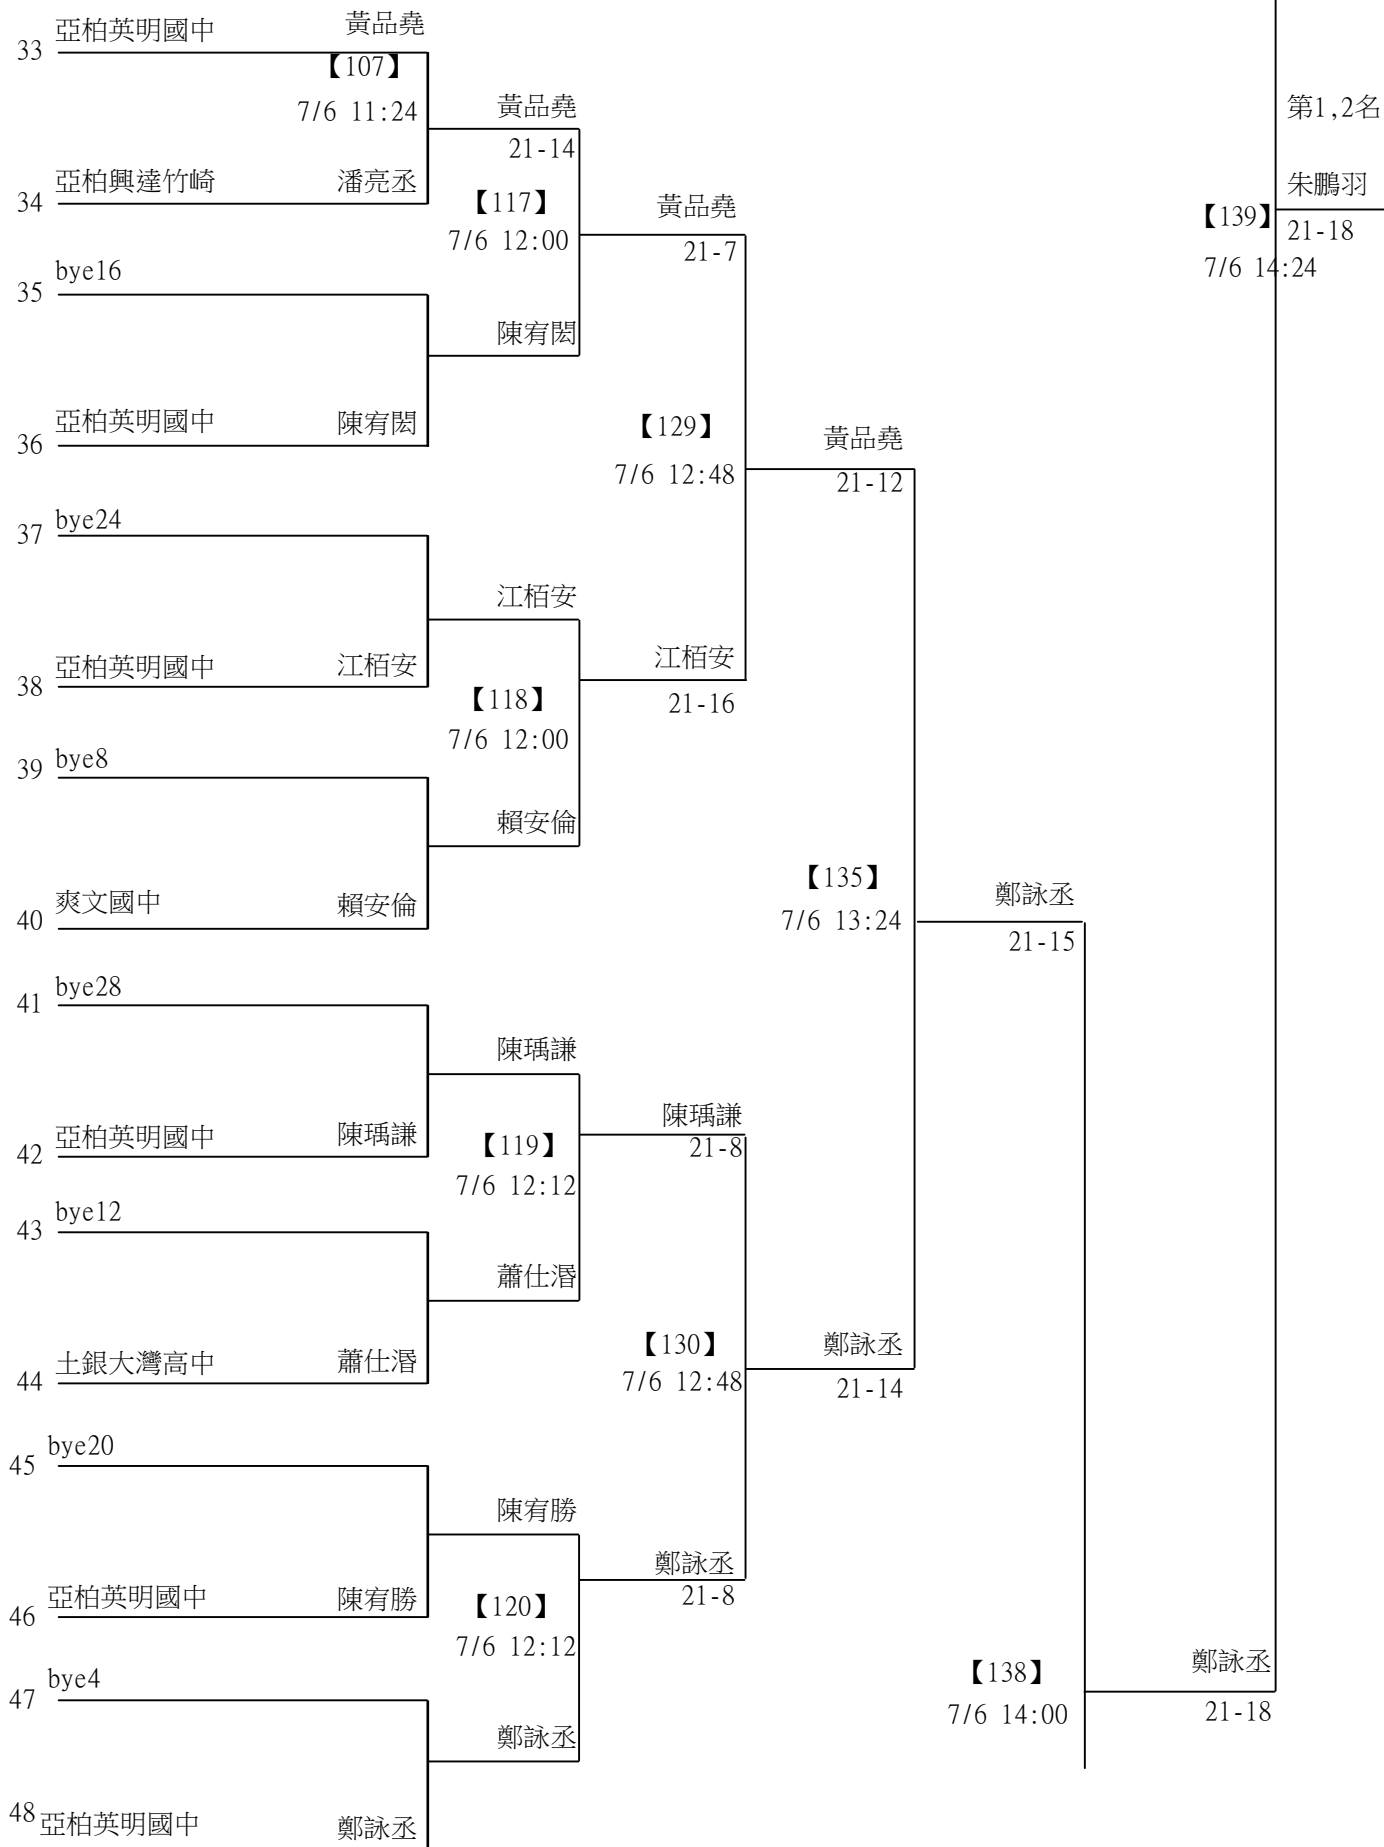 33 亞柏英明國中 黃品堯
【107】
7/6 11:24
黃品堯
21-14
第1,2名
34 亞柏興達竹崎 潘亮丞
【117】
7/6 12:00
黃品堯
21-7
朱鵬羽
【139】 21-18
7/6 14:24
35 bye16
陳宥閎
36 亞柏英明國中 陳宥閎
【129】
7/6 12:48
黃品堯
21-12
37 bye24
江栢安
38 亞柏英明國中 江栢安
【118】
7/6 12:00
江栢安
21-16
39 bye8
賴安倫
40 爽文國中 賴安倫
【135】
7/6 13:24
鄭詠丞
21-15
41 bye28
陳瑀謙
42 亞柏英明國中 陳瑀謙
【119】
7/6 12:12
陳瑀謙
21-8
43 bye12
蕭仕湣
44 土銀大灣高中 蕭仕湣
【130】
7/6 12:48
鄭詠丞
21-14
45 bye20
陳宥勝
46 亞柏英明國中 陳宥勝
【120】
7/6 12:12
鄭詠丞
21-8
47 bye4
鄭詠丞
【138】
7/6 14:00
鄭詠丞
21-18
48 亞柏英明國中 鄭詠丞